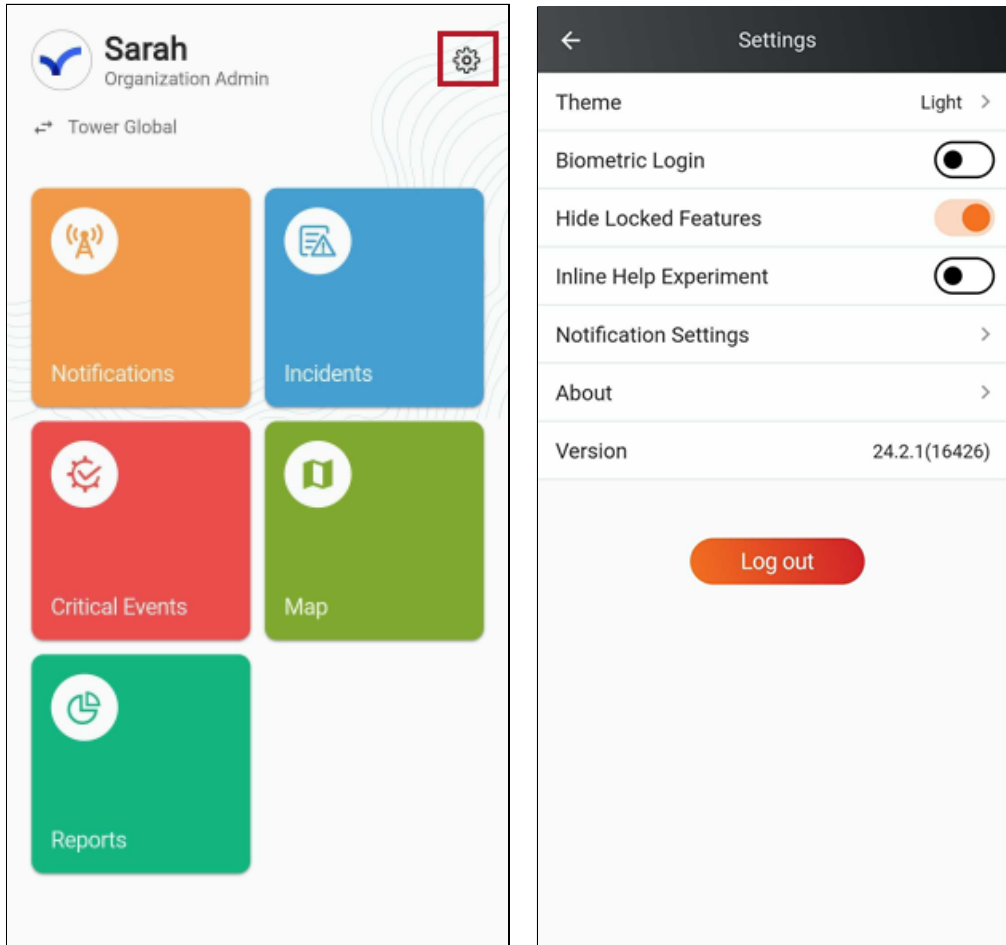 Sarah
Organization Admin
Tower Global
Notifications
Incidents
Critical Events
Map
Reports
Settings
Theme Light
Biometric Login
Hide Locked Features
Inline Help Experiment
Notification Settings
About
Version 24.2.1(16426)
Log out